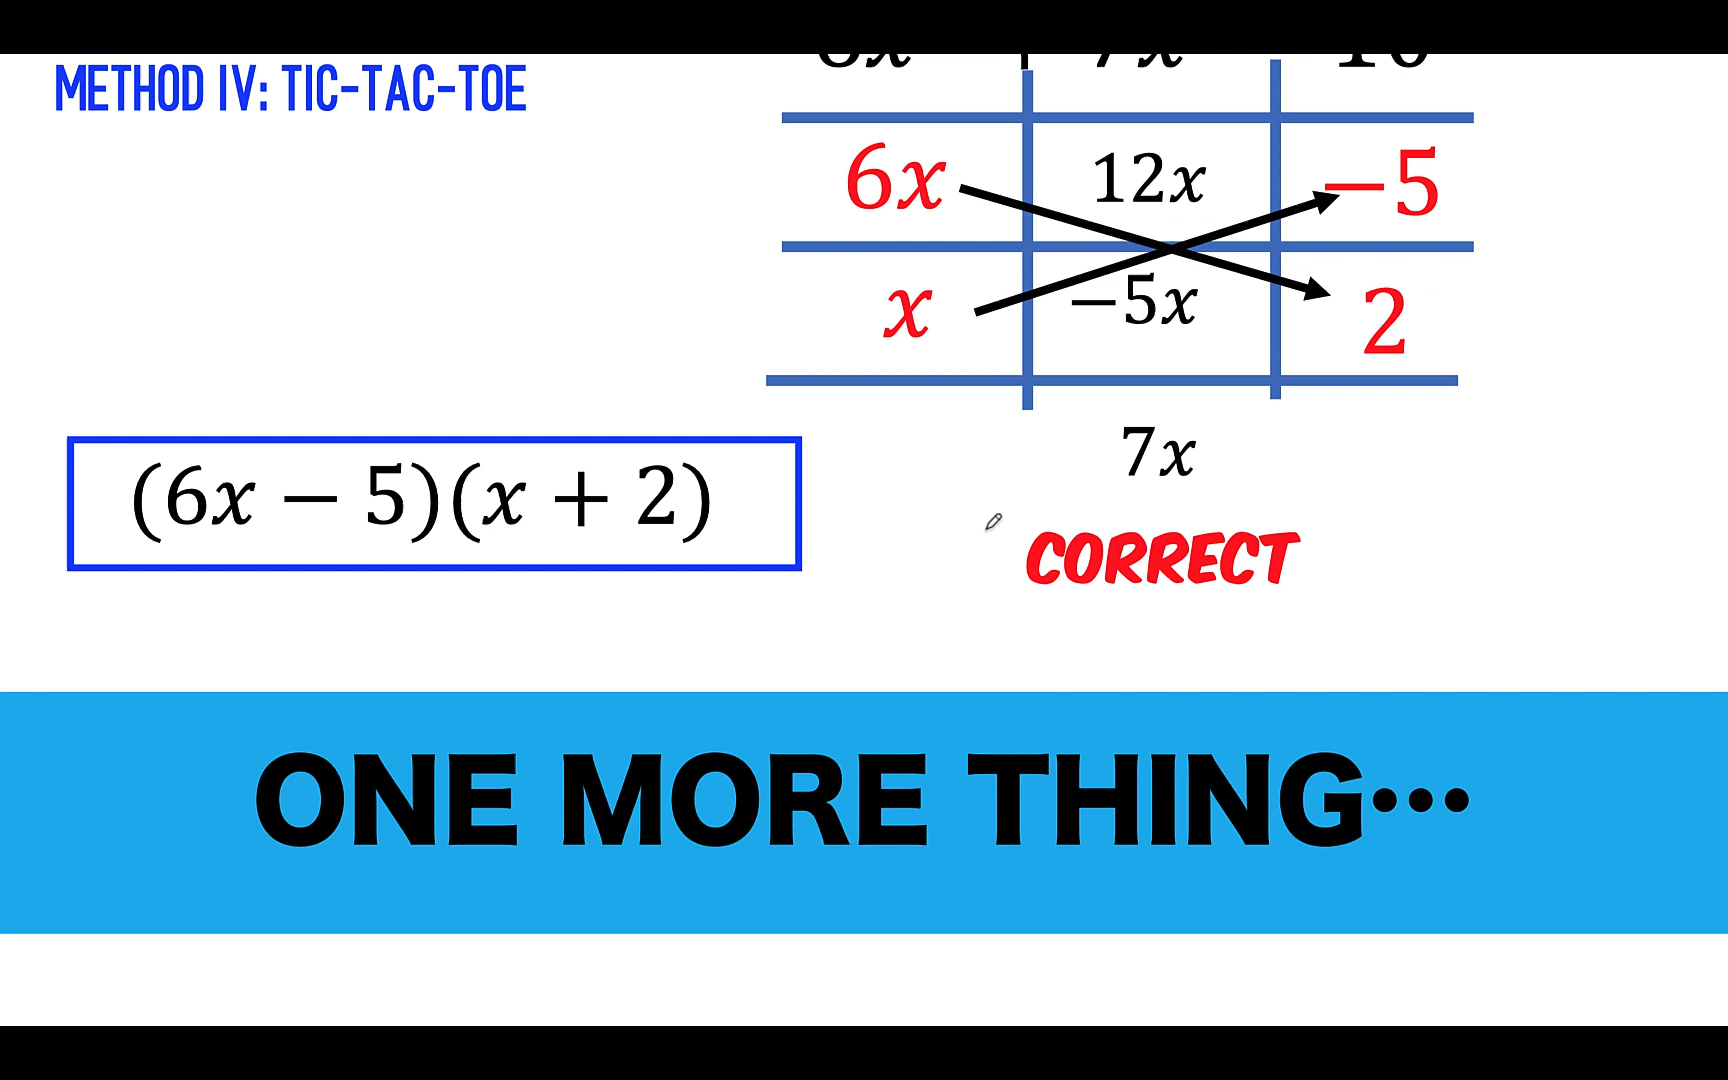 METHOD IV: TIC-TAC-TOE
6x 12x −5
x −5x 2
7x
(6x − 5)(x + 2)
CORRECT
ONE MORE THING…